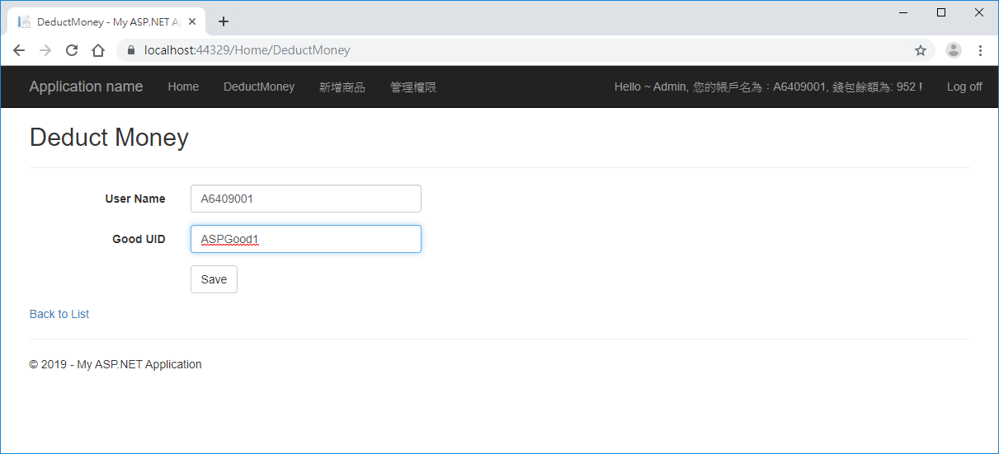 DeductMoney - My ASP.NET A
localhost:44329/Home/DeductMoney
Application name Home DeductMoney 新增商品 管理權限 Hello ~ Admin, 您的帳戶名為：A6409001, 錢包餘額為: 952 ! Log off
Deduct Money
User Name A6409001
Good UID ASPGood1
Save
Back to List
© 2019 - My ASP.NET Application